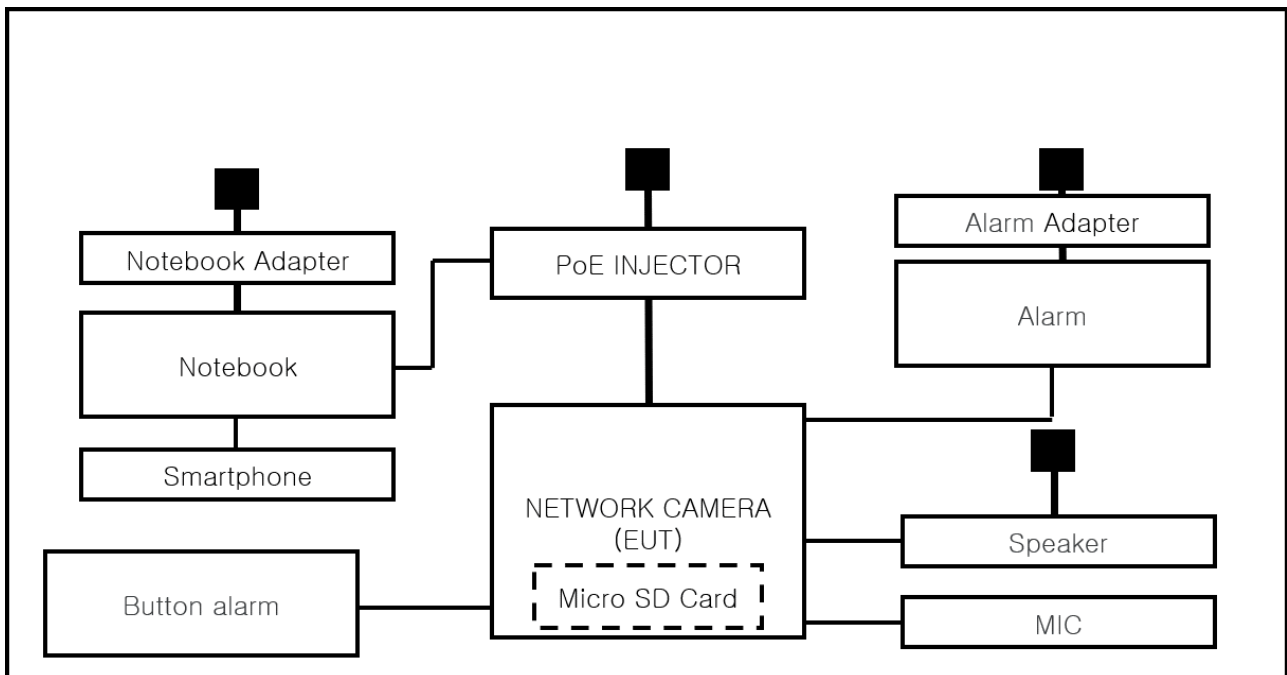 Notebook Adapter
Notebook
Smartphone
Button alarm
PoE INJECTOR
NETWORK CAMERA
(EUT)
Micro SD Card
Alarm Adapter
Alarm
Speaker
MIC